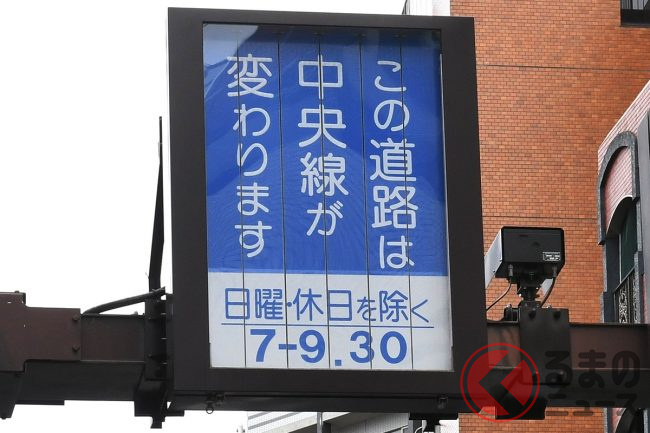 この道路は
中央線が
変わります
日曜・休日を除く
7-9.30
くるまの
ニュース